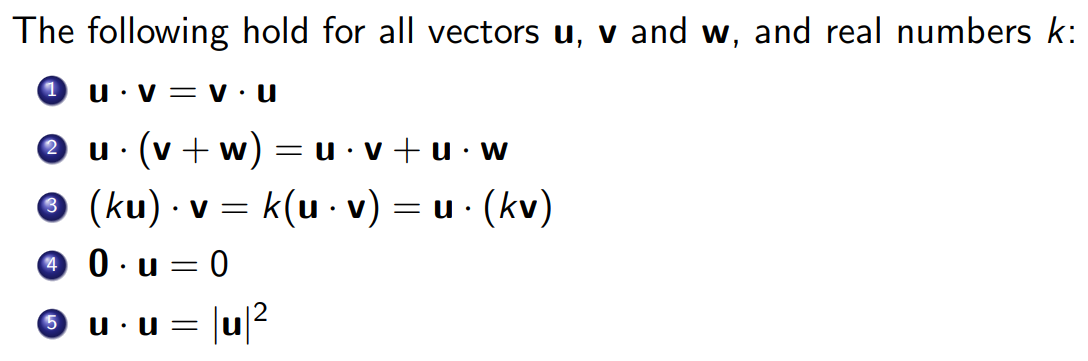 The following hold for all vectors u, v and w, and real numbers k:
1 u · v = v · u
2 u · (v + w) = u · v + u · w
3 (ku) · v = k(u · v) = u · (kv)
4 0 · u = 0
5 u · u = |u|²